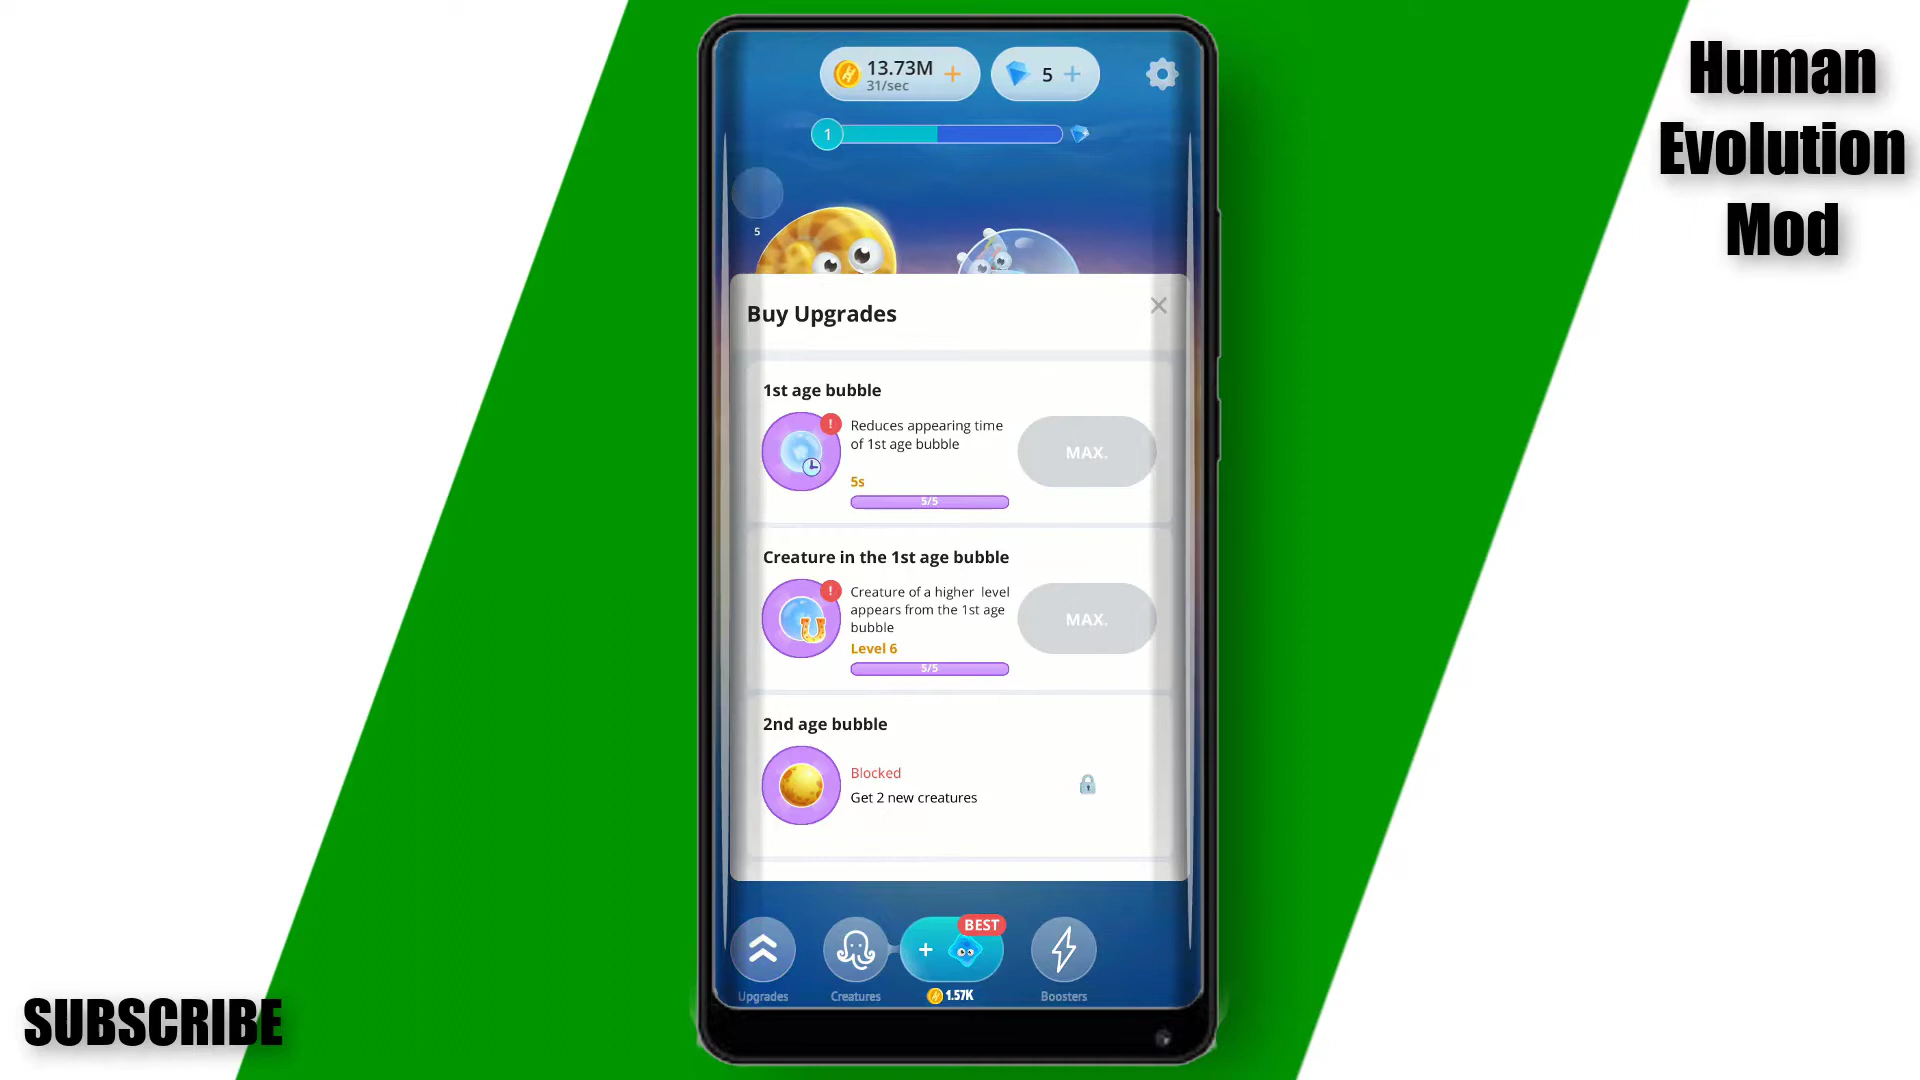 Human
Evolution
Mod
13.73M
31/sec
5
1
5
Buy Upgrades
1st age bubble
!
Reduces appearing time
of 1st age bubble
MAX.
5s
5/5
Creature in the 1st age bubble
!
Creature of a higher level
appears from the 1st age
bubble
MAX.
Level 6
5/5
2nd age bubble
Blocked
Get 2 new creatures
BEST
+
Upgrades
Creatures
1.57K
Boosters
SUBSCRIBE